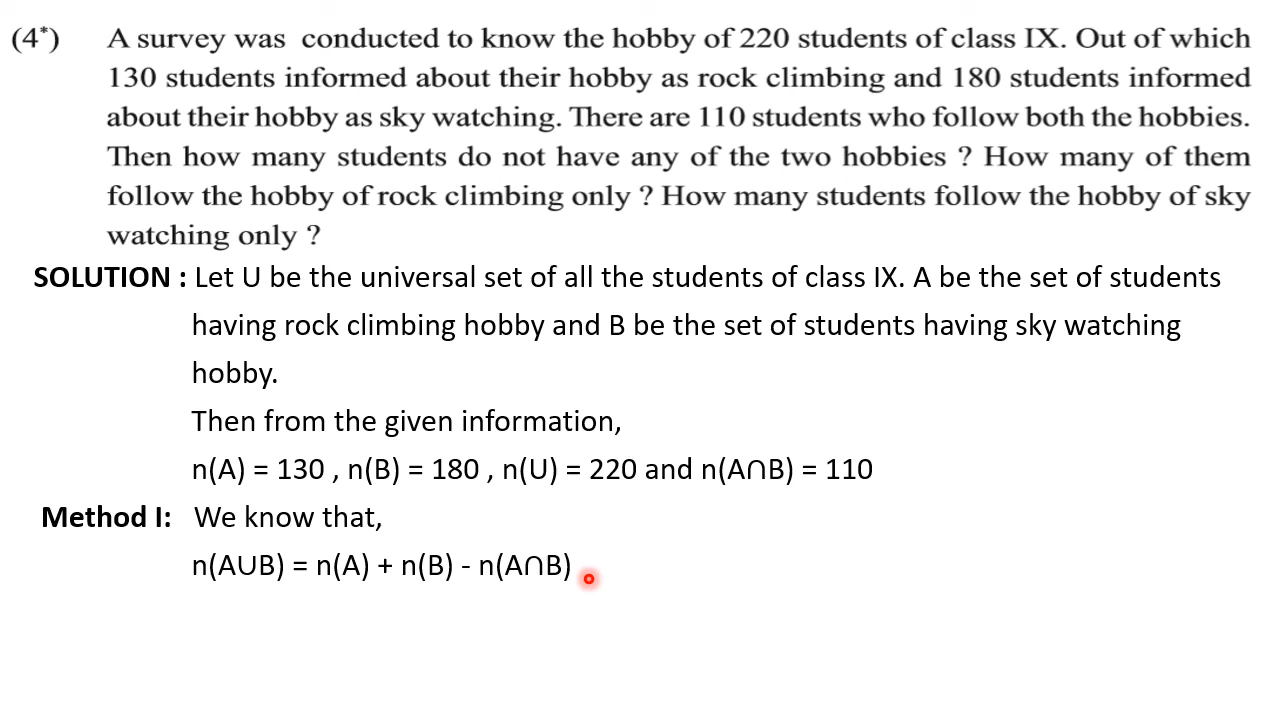 (4*) A survey was conducted to know the hobby of 220 students of class IX. Out of which
130 students informed about their hobby as rock climbing and 180 students informed
about their hobby as sky watching. There are 110 students who follow both the hobbies.
Then how many students do not have any of the two hobbies ? How many of them
follow the hobby of rock climbing only ? How many students follow the hobby of sky
watching only ?
SOLUTION : Let U be the universal set of all the students of class IX. A be the set of students
having rock climbing hobby and B be the set of students having sky watching
hobby.
Then from the given information,
n(A) = 130 , n(B) = 180 , n(U) = 220 and n(A∩B) = 110
Method I: We know that,
n(A∪B) = n(A) + n(B) - n(A∩B)